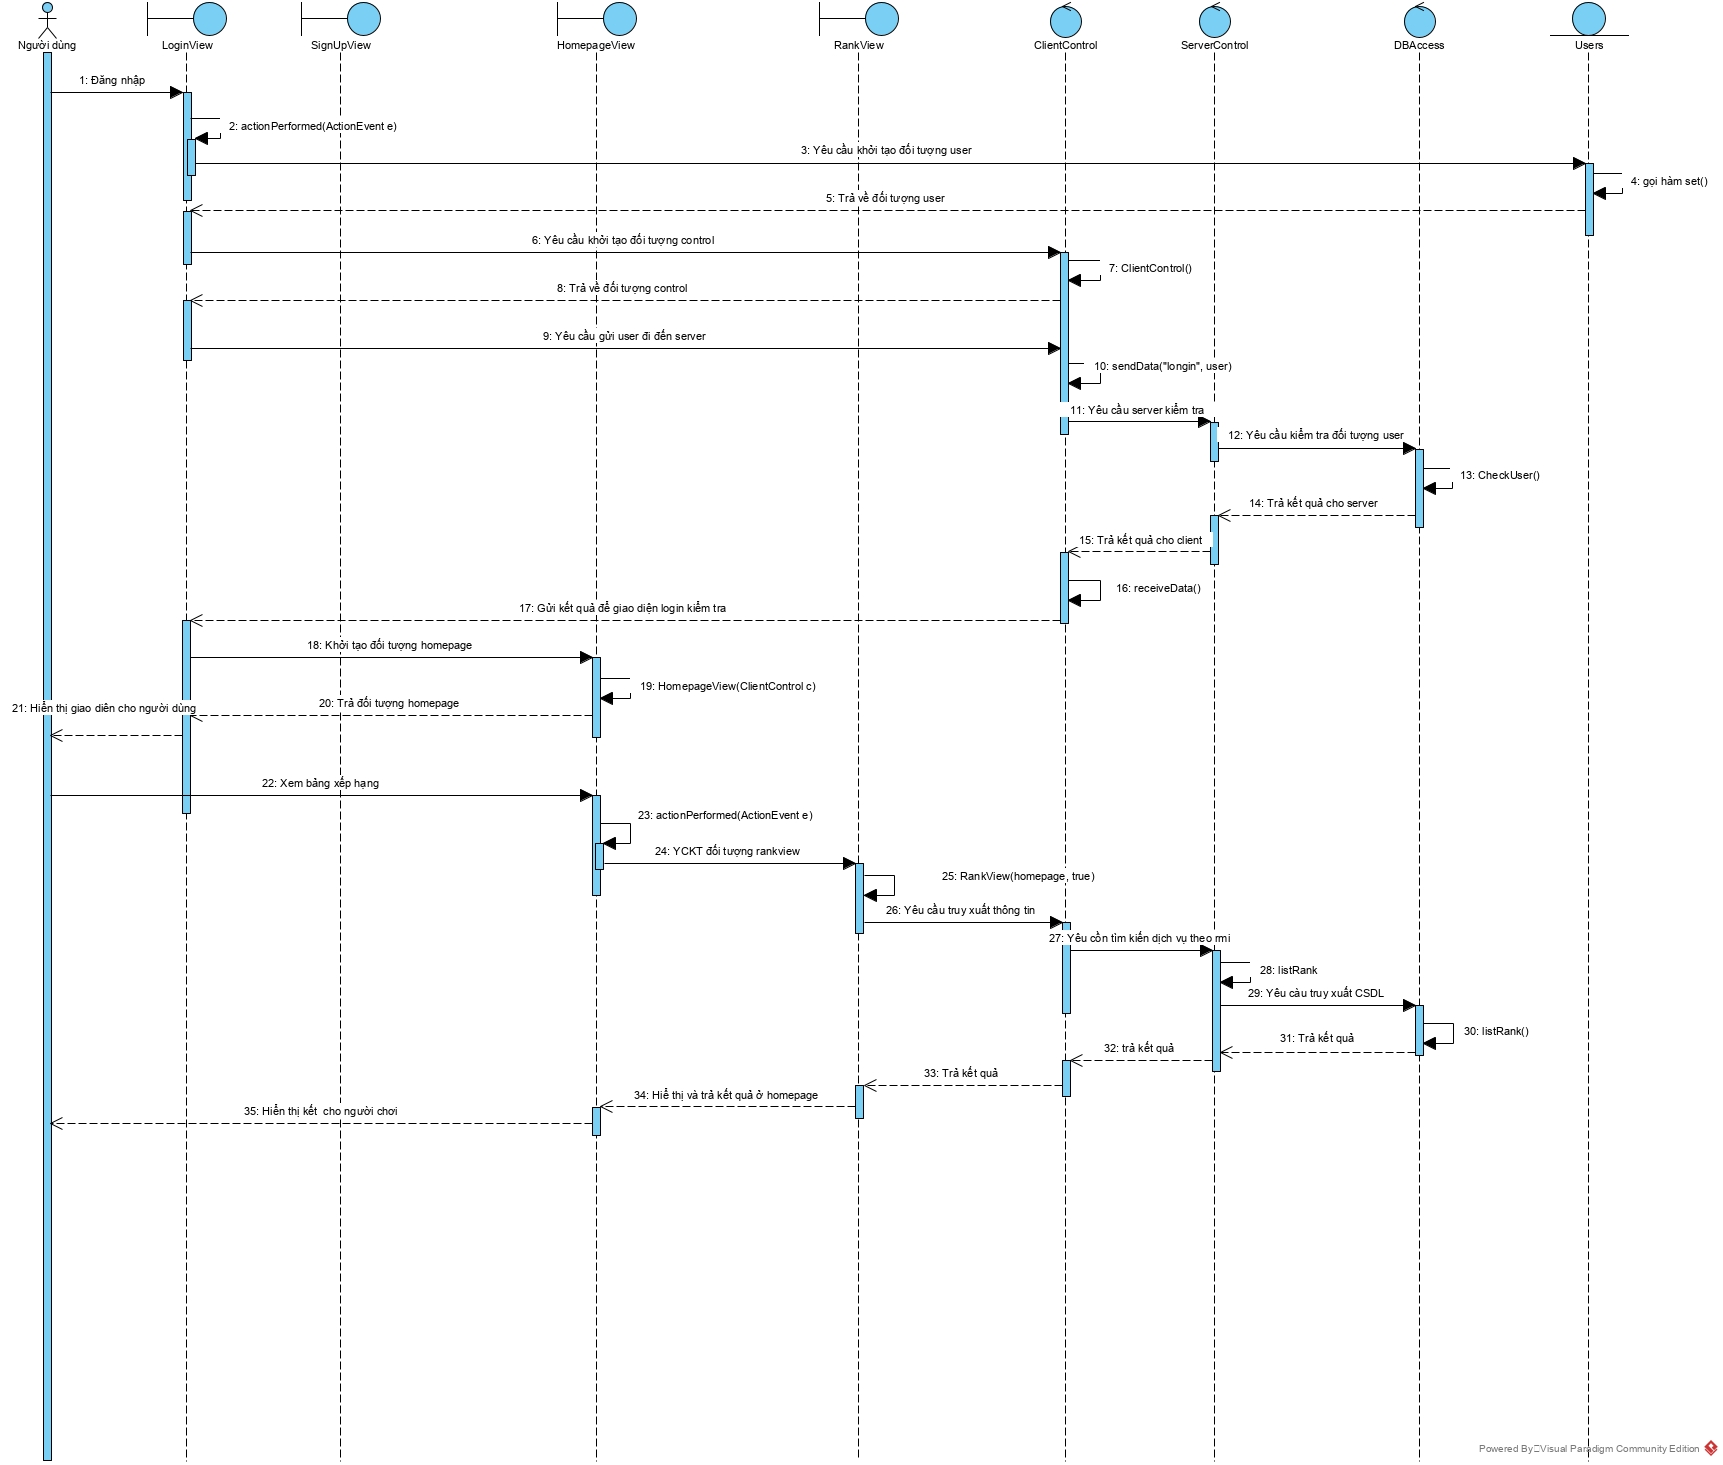 Người dùng
LoginView
SignUpView
HomepageView
RankView
ClientControl
ServerControl
DBAccess
Users
1: Đăng nhập
2: actionPerformed(ActionEvent e)
3: Yêu cầu khởi tạo đối tượng user
4: gọi hàm set()
5: Trả về đối tượng user
6: Yêu cầu khởi tạo đối tượng control
7: ClientControl()
8: Trả về đối tượng control
9: Yêu cầu gửi user đi đến server
10: sendData("longin", user)
11: Yêu cầu server kiểm tra
12: Yêu cầu kiểm tra đối tượng user
13: CheckUser()
14: Trả kết quả cho server
15: Trả kết quả cho client
16: receiveData()
17: Gửi kết quả để giao diện login kiểm tra
18: Khởi tạo đối tượng homepage
19: HomepageView(ClientControl c)
20: Trả đối tượng homepage
21: Hiển thị giao diên cho người dùng
22: Xem bảng xếp hạng
23: actionPerformed(ActionEvent e)
24: YCKT đối tượng rankview
25: RankView(homepage, true)
26: Yêu cầu truy xuất thông tin
27: Yêu cồn tìm kiến dịch vụ theo rmi
28: listRank
29: Yêu càu truy xuất CSDL
30: listRank()
31: Trả kết quả
32: trả kết quả
33: Trả kết quả
34: Hiể thị và trả kết quả ở homepage
35: Hiển thị kết cho người chơi
Powered By Visual Paradigm Community Edition